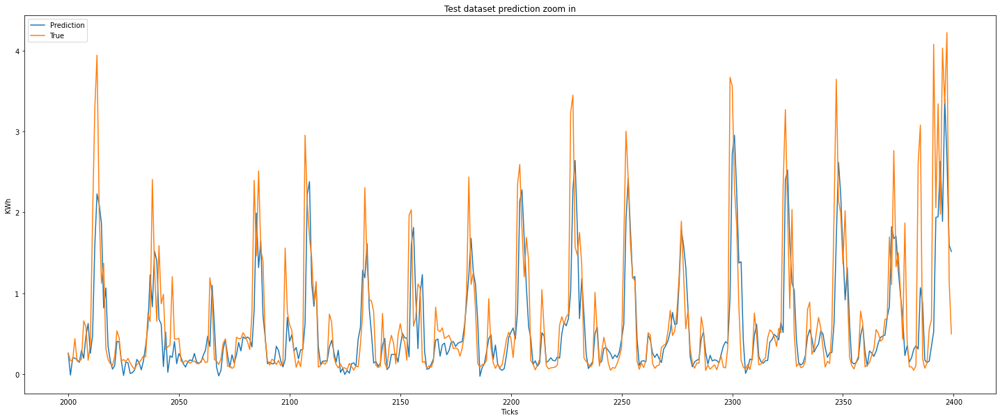 Test dataset prediction zoom in
Prediction
True
4
3
2
1
0
KWh
2000 2050 2100 2150 2200 2250 2300 2350 2400
Ticks